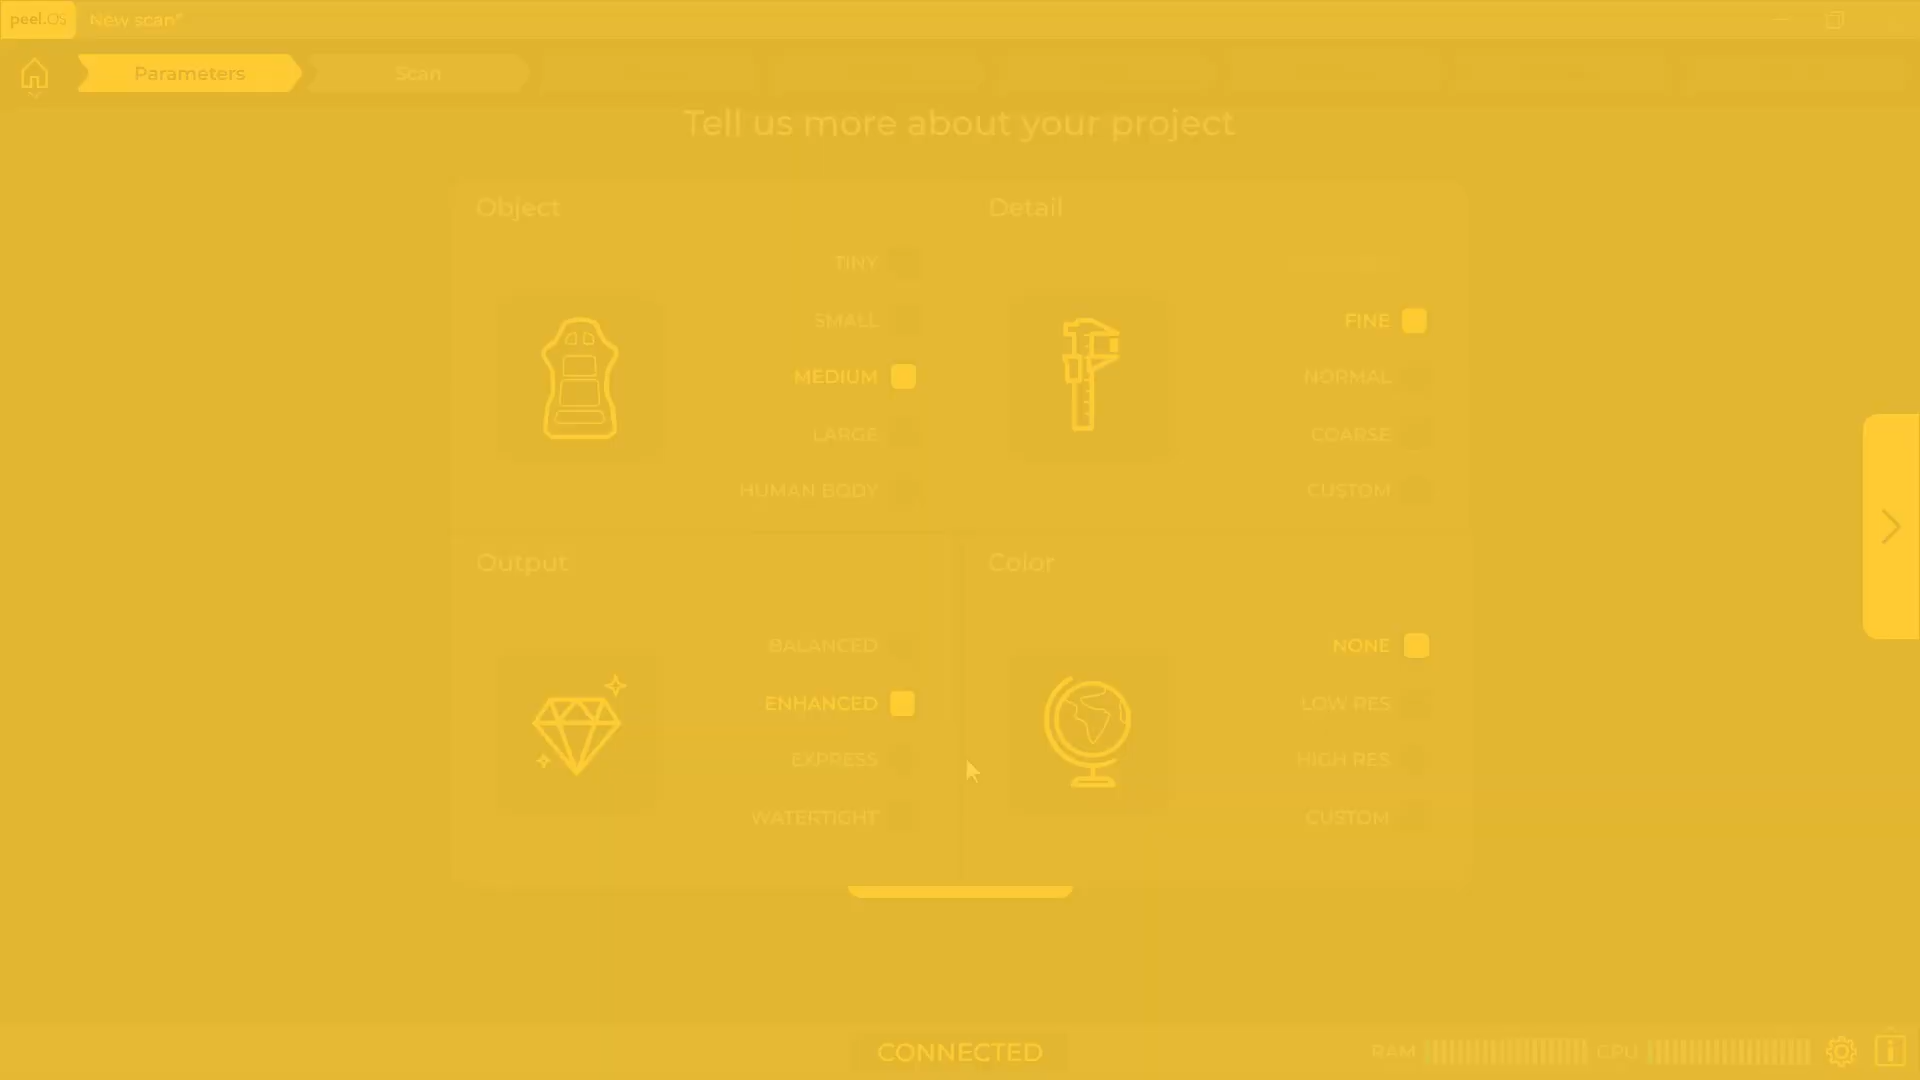 peel.OS New scan*
Parameters Scan
Tell us more about your project
Object
TINY
SMALL
MEDIUM
LARGE
HUMAN BODY
Detail
FINE
NORMAL
COARSE
CUSTOM
Output
BALANCED
ENHANCED
EXPRESS
WATERTIGHT
Color
NONE
LOW RES
HIGH RES
CUSTOM
CONNECTED
RAM CPU